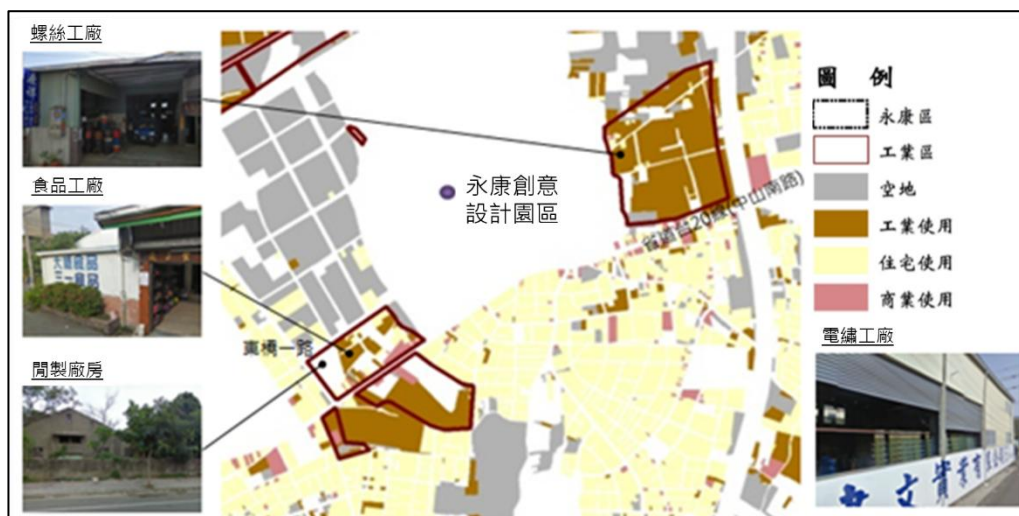 螺絲工廠
食品工廠
閒製廠房
永康創意
設計園區
省道台20線(中山南路)
東橋一路
圖 例
永康區
工業區
空地
工業使用
住宅使用
商業使用
電繡工廠